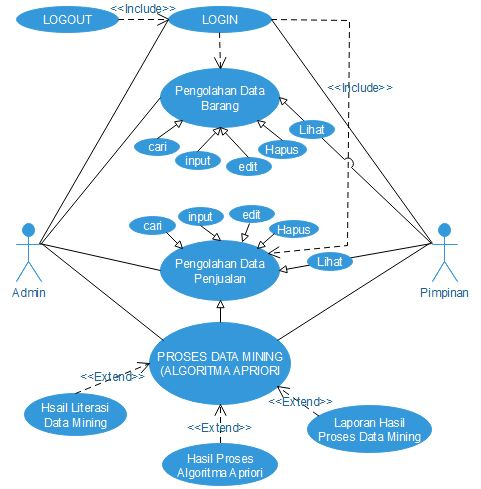 LOGOUT
<<Include>>
LOGIN
<<Include>>
Pengolahan Data
Barang
Lihat
cari
input
edit
Hapus
cari
input
edit
Hapus
Pengolahan Data
Penjualan
Lihat
Admin
Pimpinan
PROSES DATA MINING
(ALGORITMA APRIORI
<<Extend>>
<<Extend>>
<<Extend>>
Hsail Literasi
Data Mining
Hasil Proses
Algoritma Apriori
Laporan Hasil
Proses Data Mining